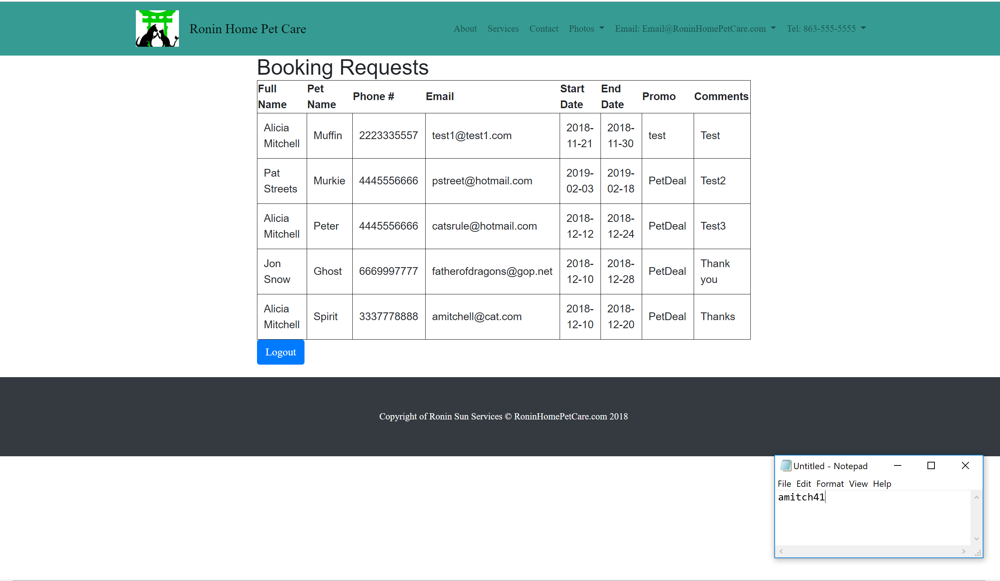 Ronin Home Pet Care
About Services Contact Photos Email: Email@RoninHomePetCare.com Tel: 863-555-5555
Booking Requests
Full Name Pet Name Phone # Email Start Date End Date Promo Comments
Alicia Mitchell Muffin 2223335557 test1@test1.com 2018-11-21 2018-11-30 test Test
Pat Streets Murkie 4445556666 pstreet@hotmail.com 2019-02-03 2019-02-18 PetDeal Test2
Alicia Mitchell Peter 4445556666 catsrule@hotmail.com 2018-12-12 2018-12-24 PetDeal Test3
Jon Snow Ghost 6669997777 fatherofdragons@gop.net 2018-12-10 2018-12-28 PetDeal Thank you
Alicia Mitchell Spirit 3337778888 amitchell@cat.com 2018-12-10 2018-12-20 PetDeal Thanks
Logout
Copyright of Ronin Sun Services © RoninHomePetCare.com 2018
Untitled - Notepad
File Edit Format View Help
amitch41